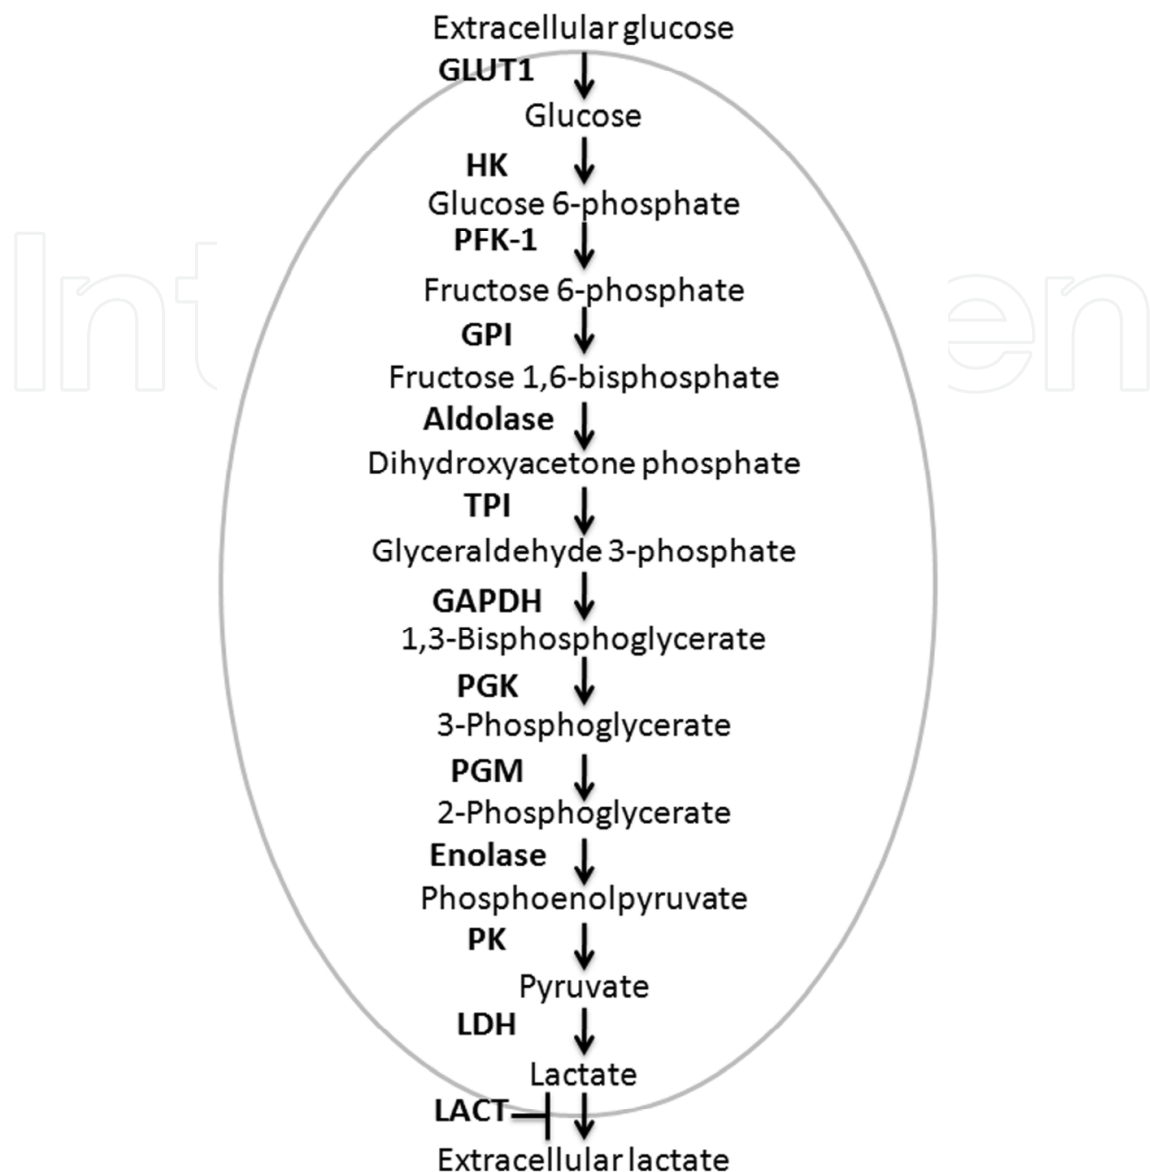 Extracellular glucose
GLUT1
Glucose
HK
Glucose 6-phosphate
PFK-1
Fructose 6-phosphate
GPI
Fructose 1,6-bisphosphate
Aldolase
Dihydroxyacetone phosphate
TPI
Glyceraldehyde 3-phosphate
GAPDH
1,3-Bisphosphoglycerate
PGK
3-Phosphoglycerate
PGM
2-Phosphoglycerate
Enolase
Phosphoenolpyruvate
PK
Pyruvate
LDH
Lactate
LACT
Extracellular lactate